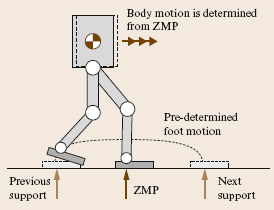 Body motion is determined
from ZMP
Pre-determined
foot motion
Previous
support
ZMP
Next
support